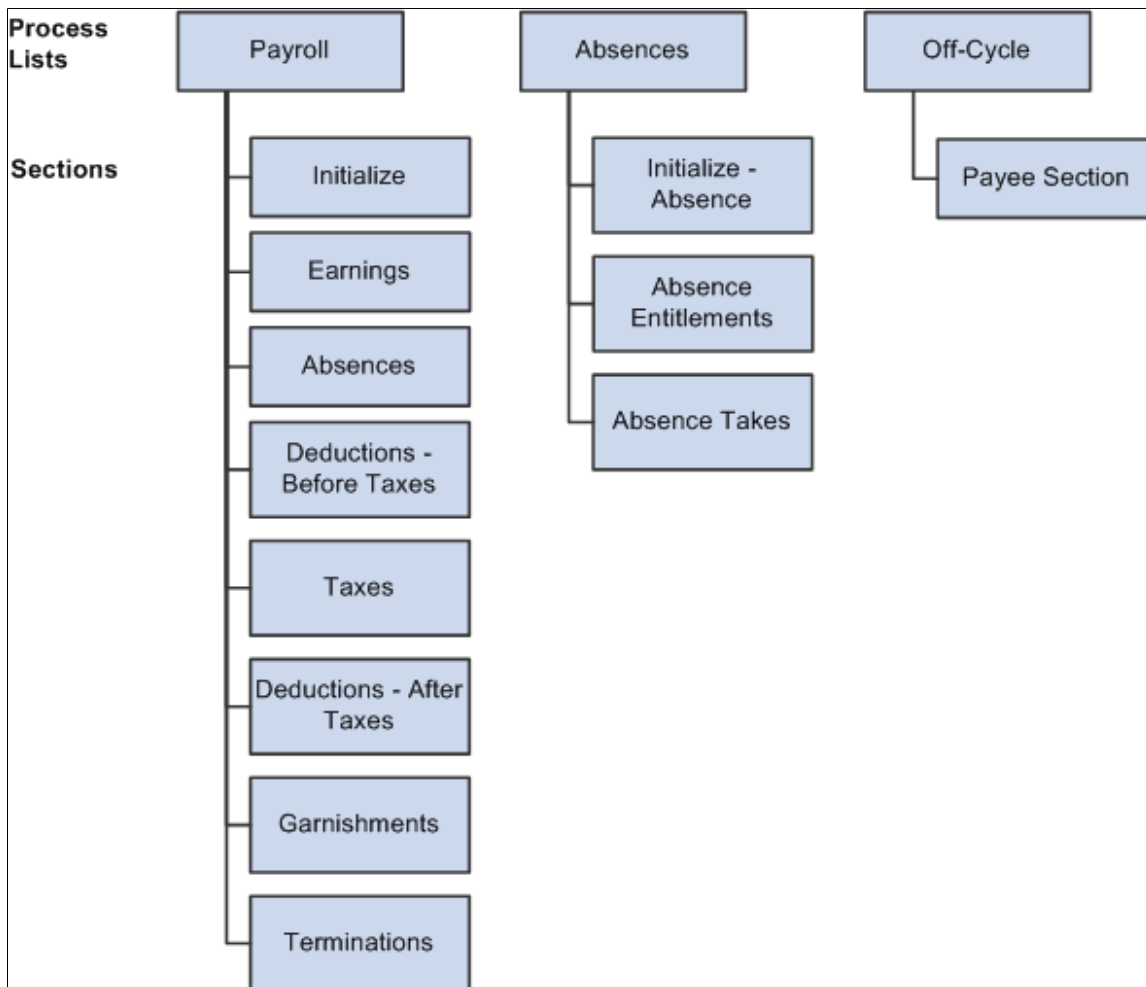 Process
Lists
Payroll
Absences
Off-Cycle
Sections
Initialize
Earnings
Absences
Deductions -
Before Taxes
Taxes
Deductions - After
Taxes
Garnishments
Terminations
Initialize -
Absence
Absence
Entitlements
Absence Takes
Payee Section